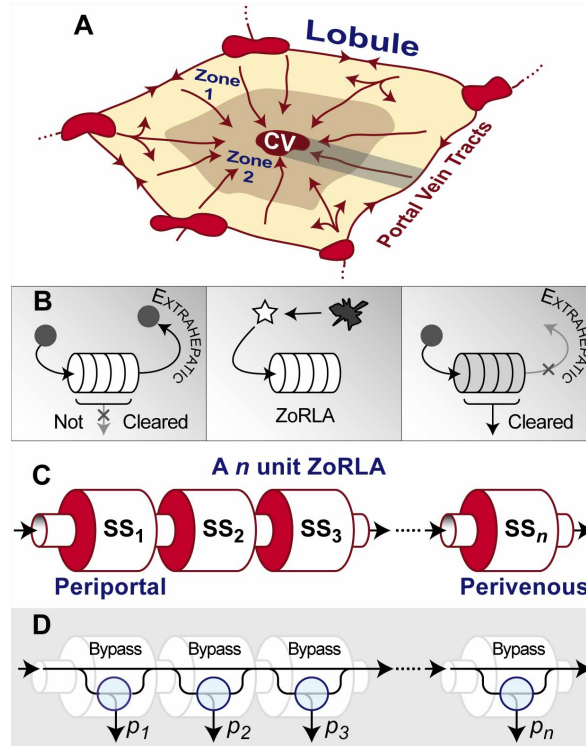 A
Lobule
Zone
1
CV
Zone
2
Portal Vein Tracts
B
EXTRAHEPATIC
Not Cleared
ZoRLA
EXTRAHEPATIC
Cleared
A n unit ZoRLA
C
SS1 SS2 SS3 SSn
Periportal Perivenous
D
Bypass Bypass Bypass Bypass
p1 p2 p3 pn